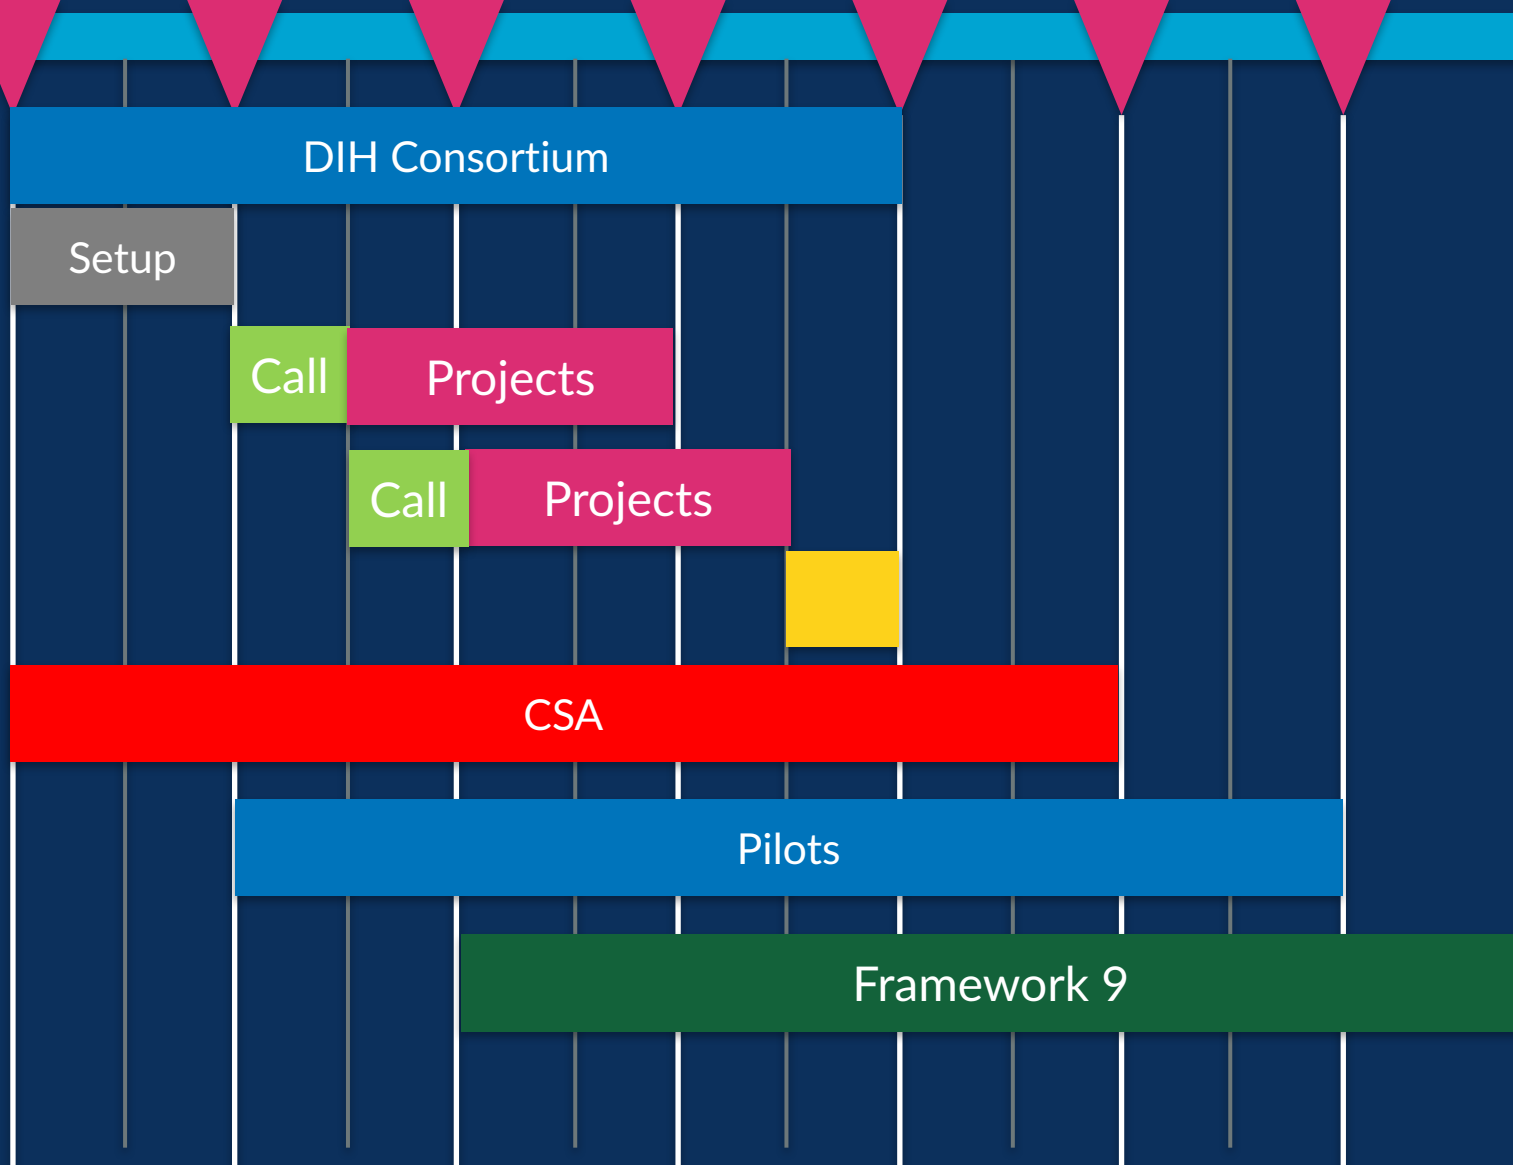 DIH Consortium
Setup
Call
Projects
Call
Projects
CSA
Pilots
Framework 9